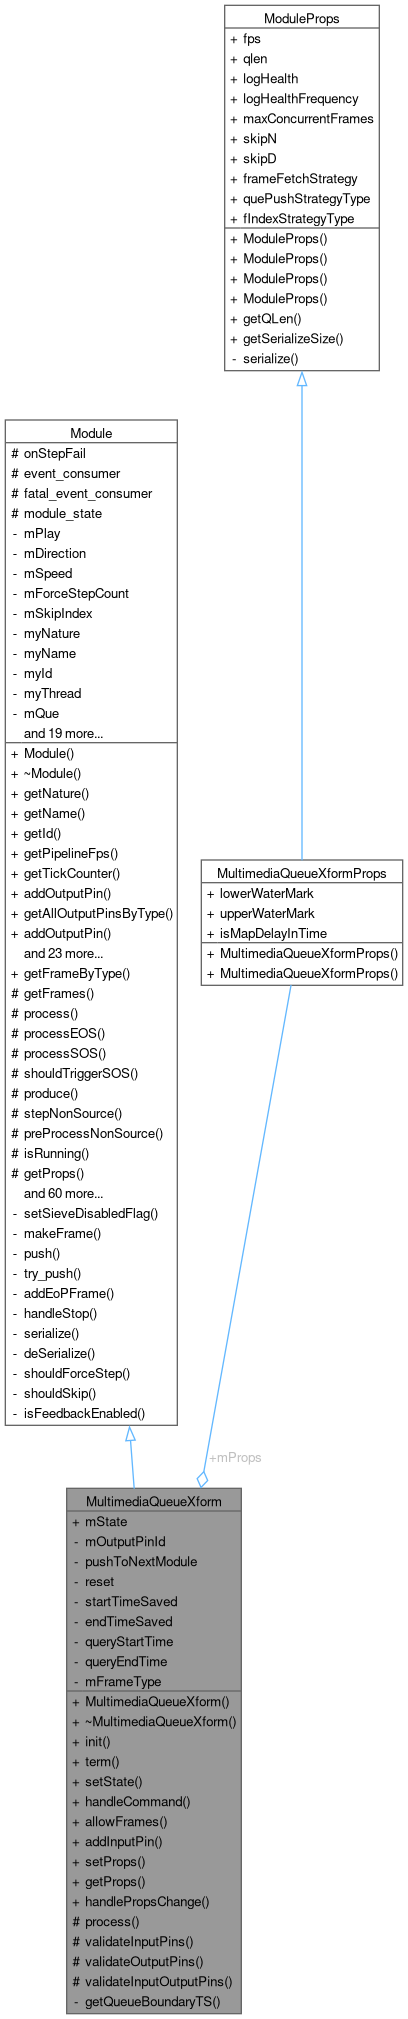 ModuleProps
+ fps
+ qlen
+ logHealth
+ logHealthFrequency
+ maxConcurrentFrames
+ skipN
+ skipD
+ frameFetchStrategy
+ quePushStrategyType
+ fIndexStrategyType
+ ModuleProps()
+ ModuleProps()
+ ModuleProps()
+ ModuleProps()
+ getQLen()
+ getSerializeSize()
- serialize()
Module
# onStepFail
# event_consumer
# fatal_event_consumer
# module_state
- mPlay
- mDirection
- mSpeed
- mForceStepCount
- mSkipIndex
- myNature
- myName
- myId
- myThread
- mQue
and 19 more...
+ Module()
+ ~Module()
+ getNature()
+ getName()
+ getId()
+ getPipelineFps()
+ getTickCounter()
+ addOutputPin()
+ getAllOutputPinsByType()
+ addOutputPin()
and 23 more...
+ getFrameByType()
# getFrames()
# process()
# processEOS()
# processSOS()
# shouldTriggerSOS()
# produce()
# stepNonSource()
# preProcessNonSource()
# isRunning()
# getProps()
and 60 more...
- setSieveDisabledFlag()
- makeFrame()
- push()
- try_push()
- addEoPFrame()
- handleStop()
- serialize()
- deSerialize()
- shouldForceStep()
- shouldSkip()
- isFeedbackEnabled()
MultimediaQueueXformProps
+ lowerWaterMark
+ upperWaterMark
+ isMapDelayInTime
+ MultimediaQueueXformProps()
+ MultimediaQueueXformProps()
+mProps
MultimediaQueueXform
+ mState
- mOutputPinId
- pushToNextModule
- reset
- startTimeSaved
- endTimeSaved
- queryStartTime
- queryEndTime
- mFrameType
+ MultimediaQueueXform()
+ ~MultimediaQueueXform()
+ init()
+ term()
+ setState()
+ handleCommand()
+ allowFrames()
+ addInputPin()
+ setProps()
+ getProps()
+ handlePropsChange()
# process()
# validateInputPins()
# validateOutputPins()
# validateInputOutputPins()
- getQueueBoundaryTS()